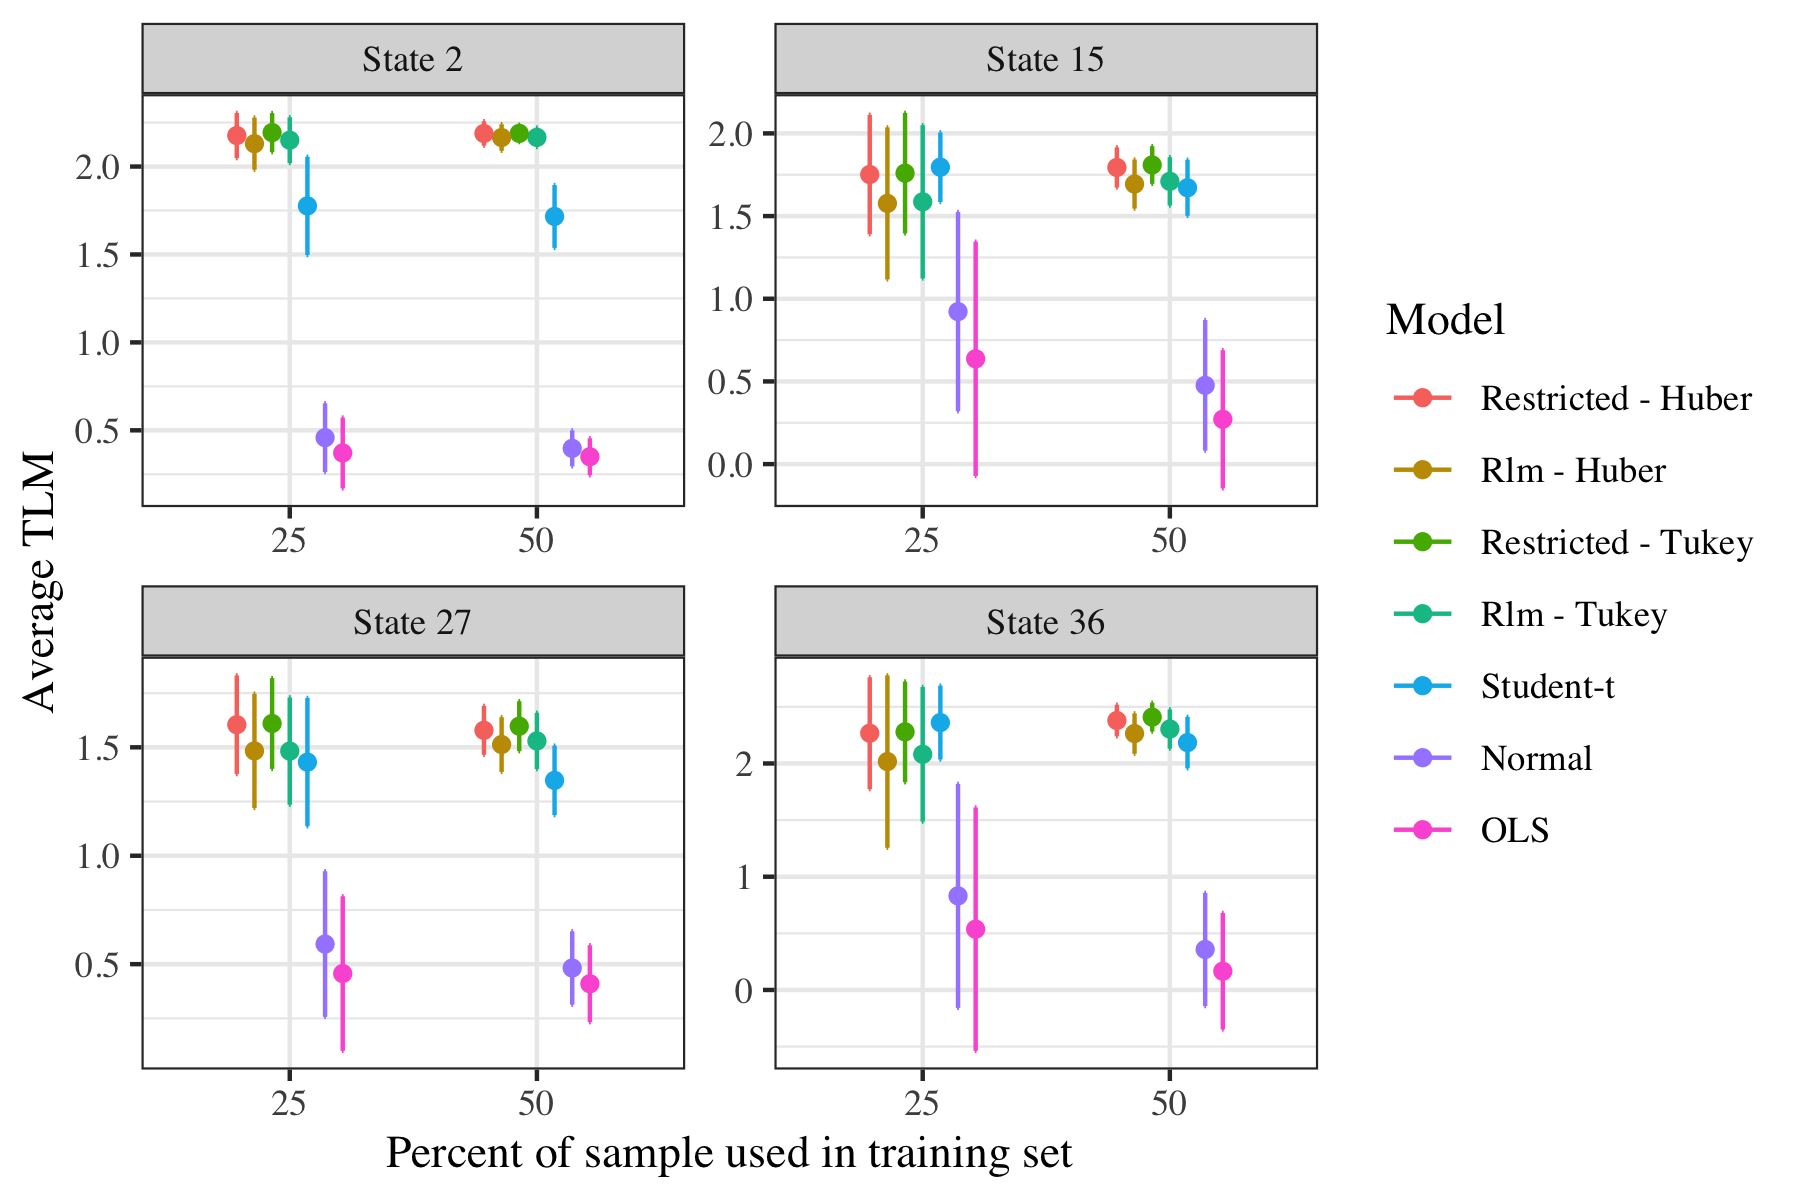 State 2
State 15
2.0
1.5
1.0
0.5
25
50
2.0
1.5
1.0
0.5
0.0
25
50
State 27
State 36
1.5
1.0
0.5
25
50
2
1
0
25
50
Average TLM
Percent of sample used in training set
Model
Restricted - Huber
Rlm - Huber
Restricted - Tukey
Rlm - Tukey
Student-t
Normal
OLS